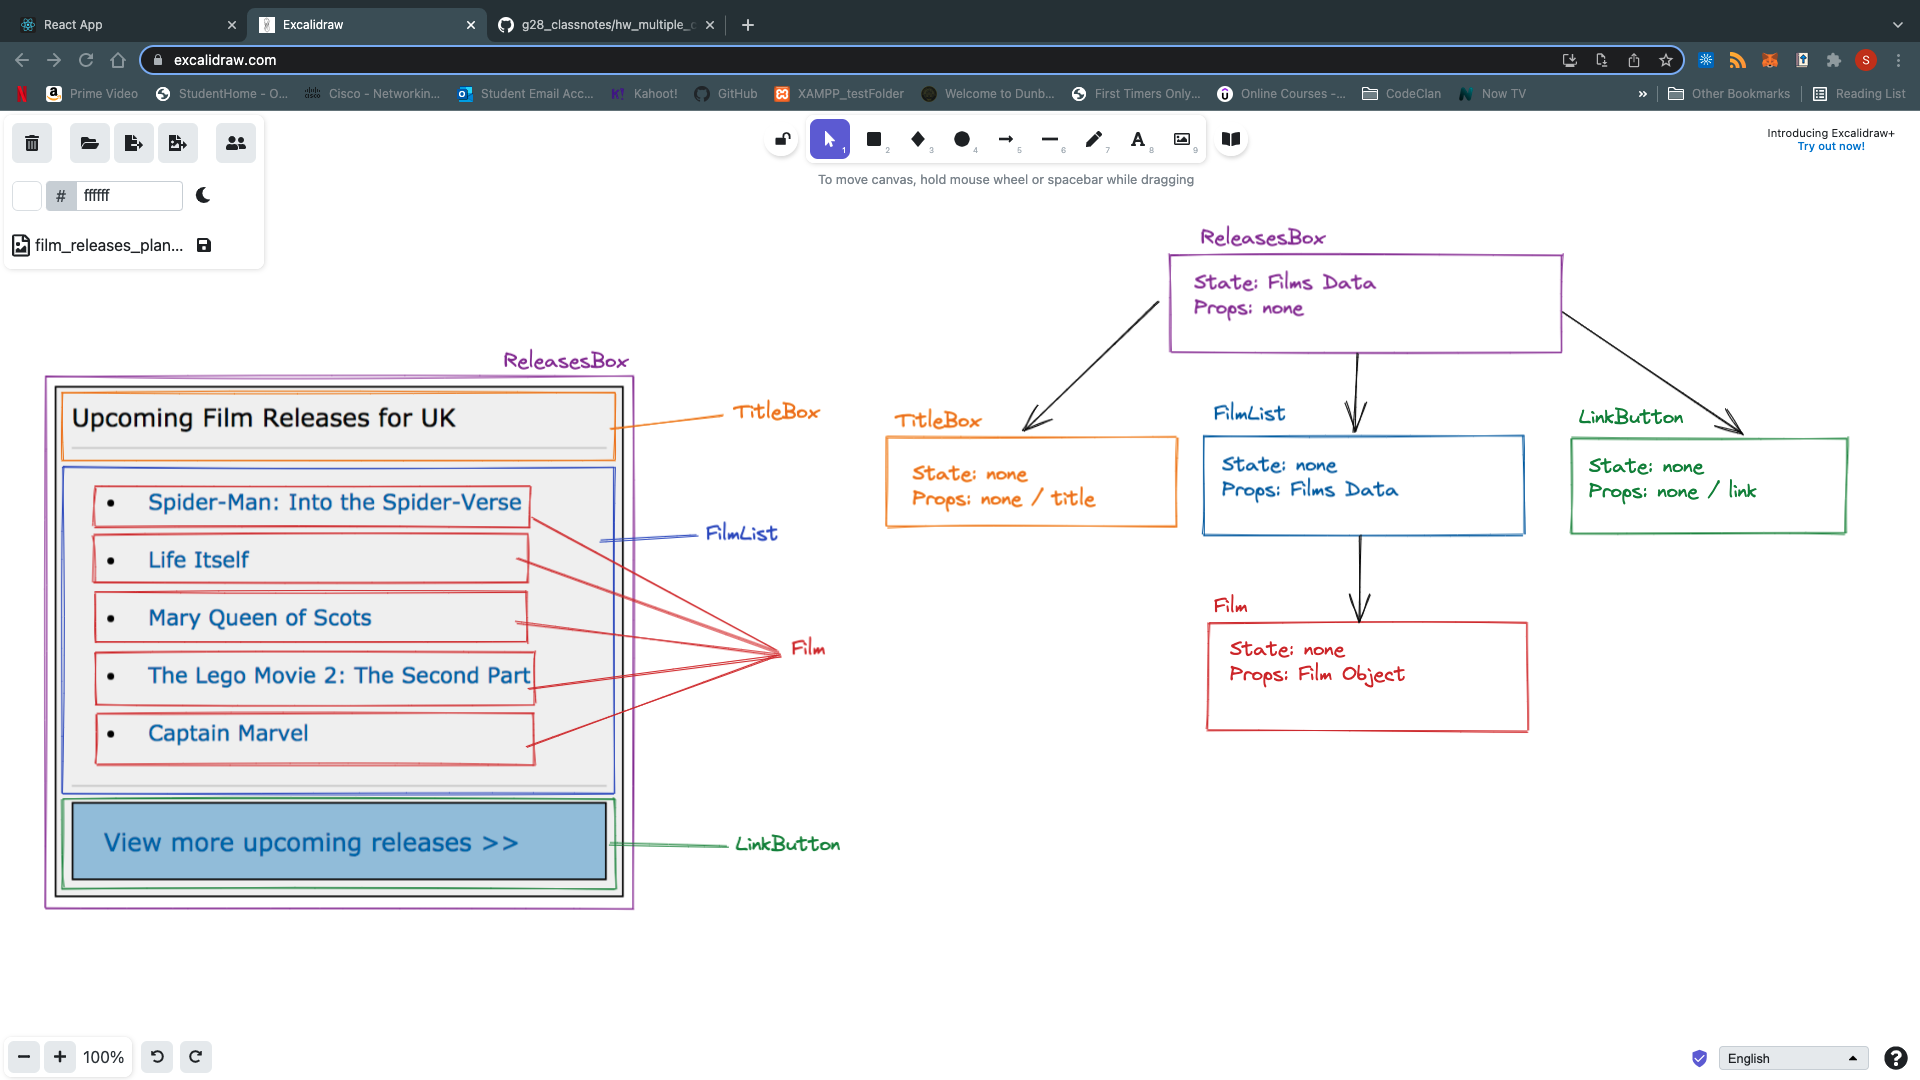 React App
Excalidraw
g28_classnotes/hw_multiple_c
excalidraw.com
S
Prime Video
StudentHome - O...
Cisco - Networkin...
Student Email Acc...
Kahoot!
GitHub
XAMPP_testFolder
Welcome to Dunb...
First Timers Only...
Online Courses -...
CodeClan
Now TV
»
Other Bookmarks
Reading List
1
2
3
4
5
6
7
A
8
9
Introducing Excalidraw+
Try out now!
To move canvas, hold mouse wheel or spacebar while dragging
# ffffff
film_releases_plan...
ReleasesBox
Upcoming Film Releases for UK
TitleBox
• Spider-Man: Into the Spider-Verse
• Life Itself
• Mary Queen of Scots
• The Lego Movie 2: The Second Part
• Captain Marvel
FilmList
Film
View more upcoming releases >>
LinkButton
ReleasesBox
State: Films Data
Props: none
TitleBox
State: none
Props: none / title
FilmList
State: none
Props: Films Data
LinkButton
State: none
Props: none / link
Film
State: none
Props: Film Object
100%
English